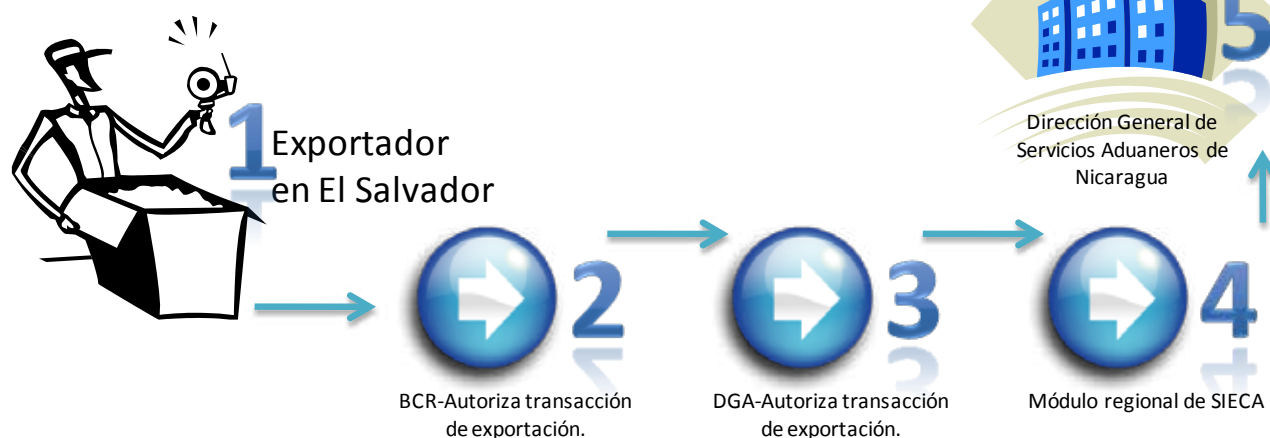 1
Exportador
en El Salvador
2
BCR-Autoriza transacción
de exportación.
3
DGA-Autoriza transacción
de exportación.
4
Módulo regional de SIECA
5
Dirección General de
Servicios Aduaneros de
Nicaragua